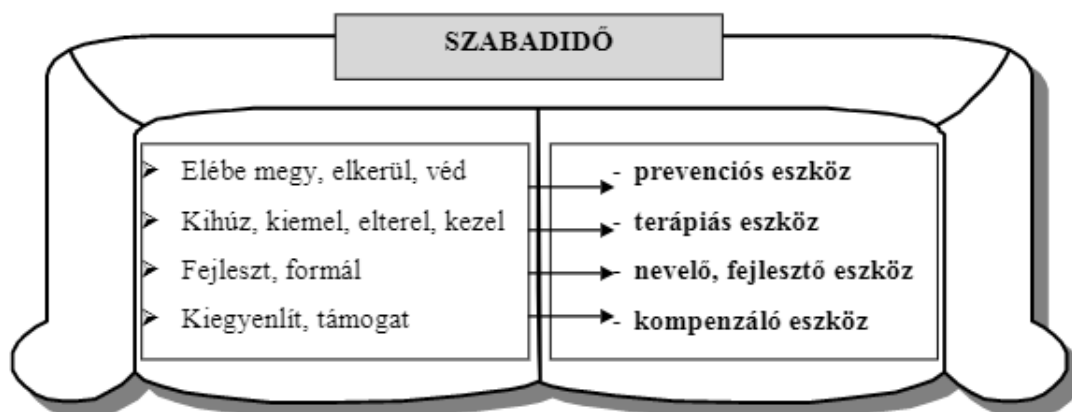 SZABADIDŐ
➢ Elébe megy, elkerül, véd
➢ Kihúz, kiemel, elterel, kezel
➢ Fejleszt, formál
➢ Kiegyenlít, támogat
- prevenciós eszköz
- terápiás eszköz
- nevelő, fejlesztő eszköz
- kompenzáló eszköz